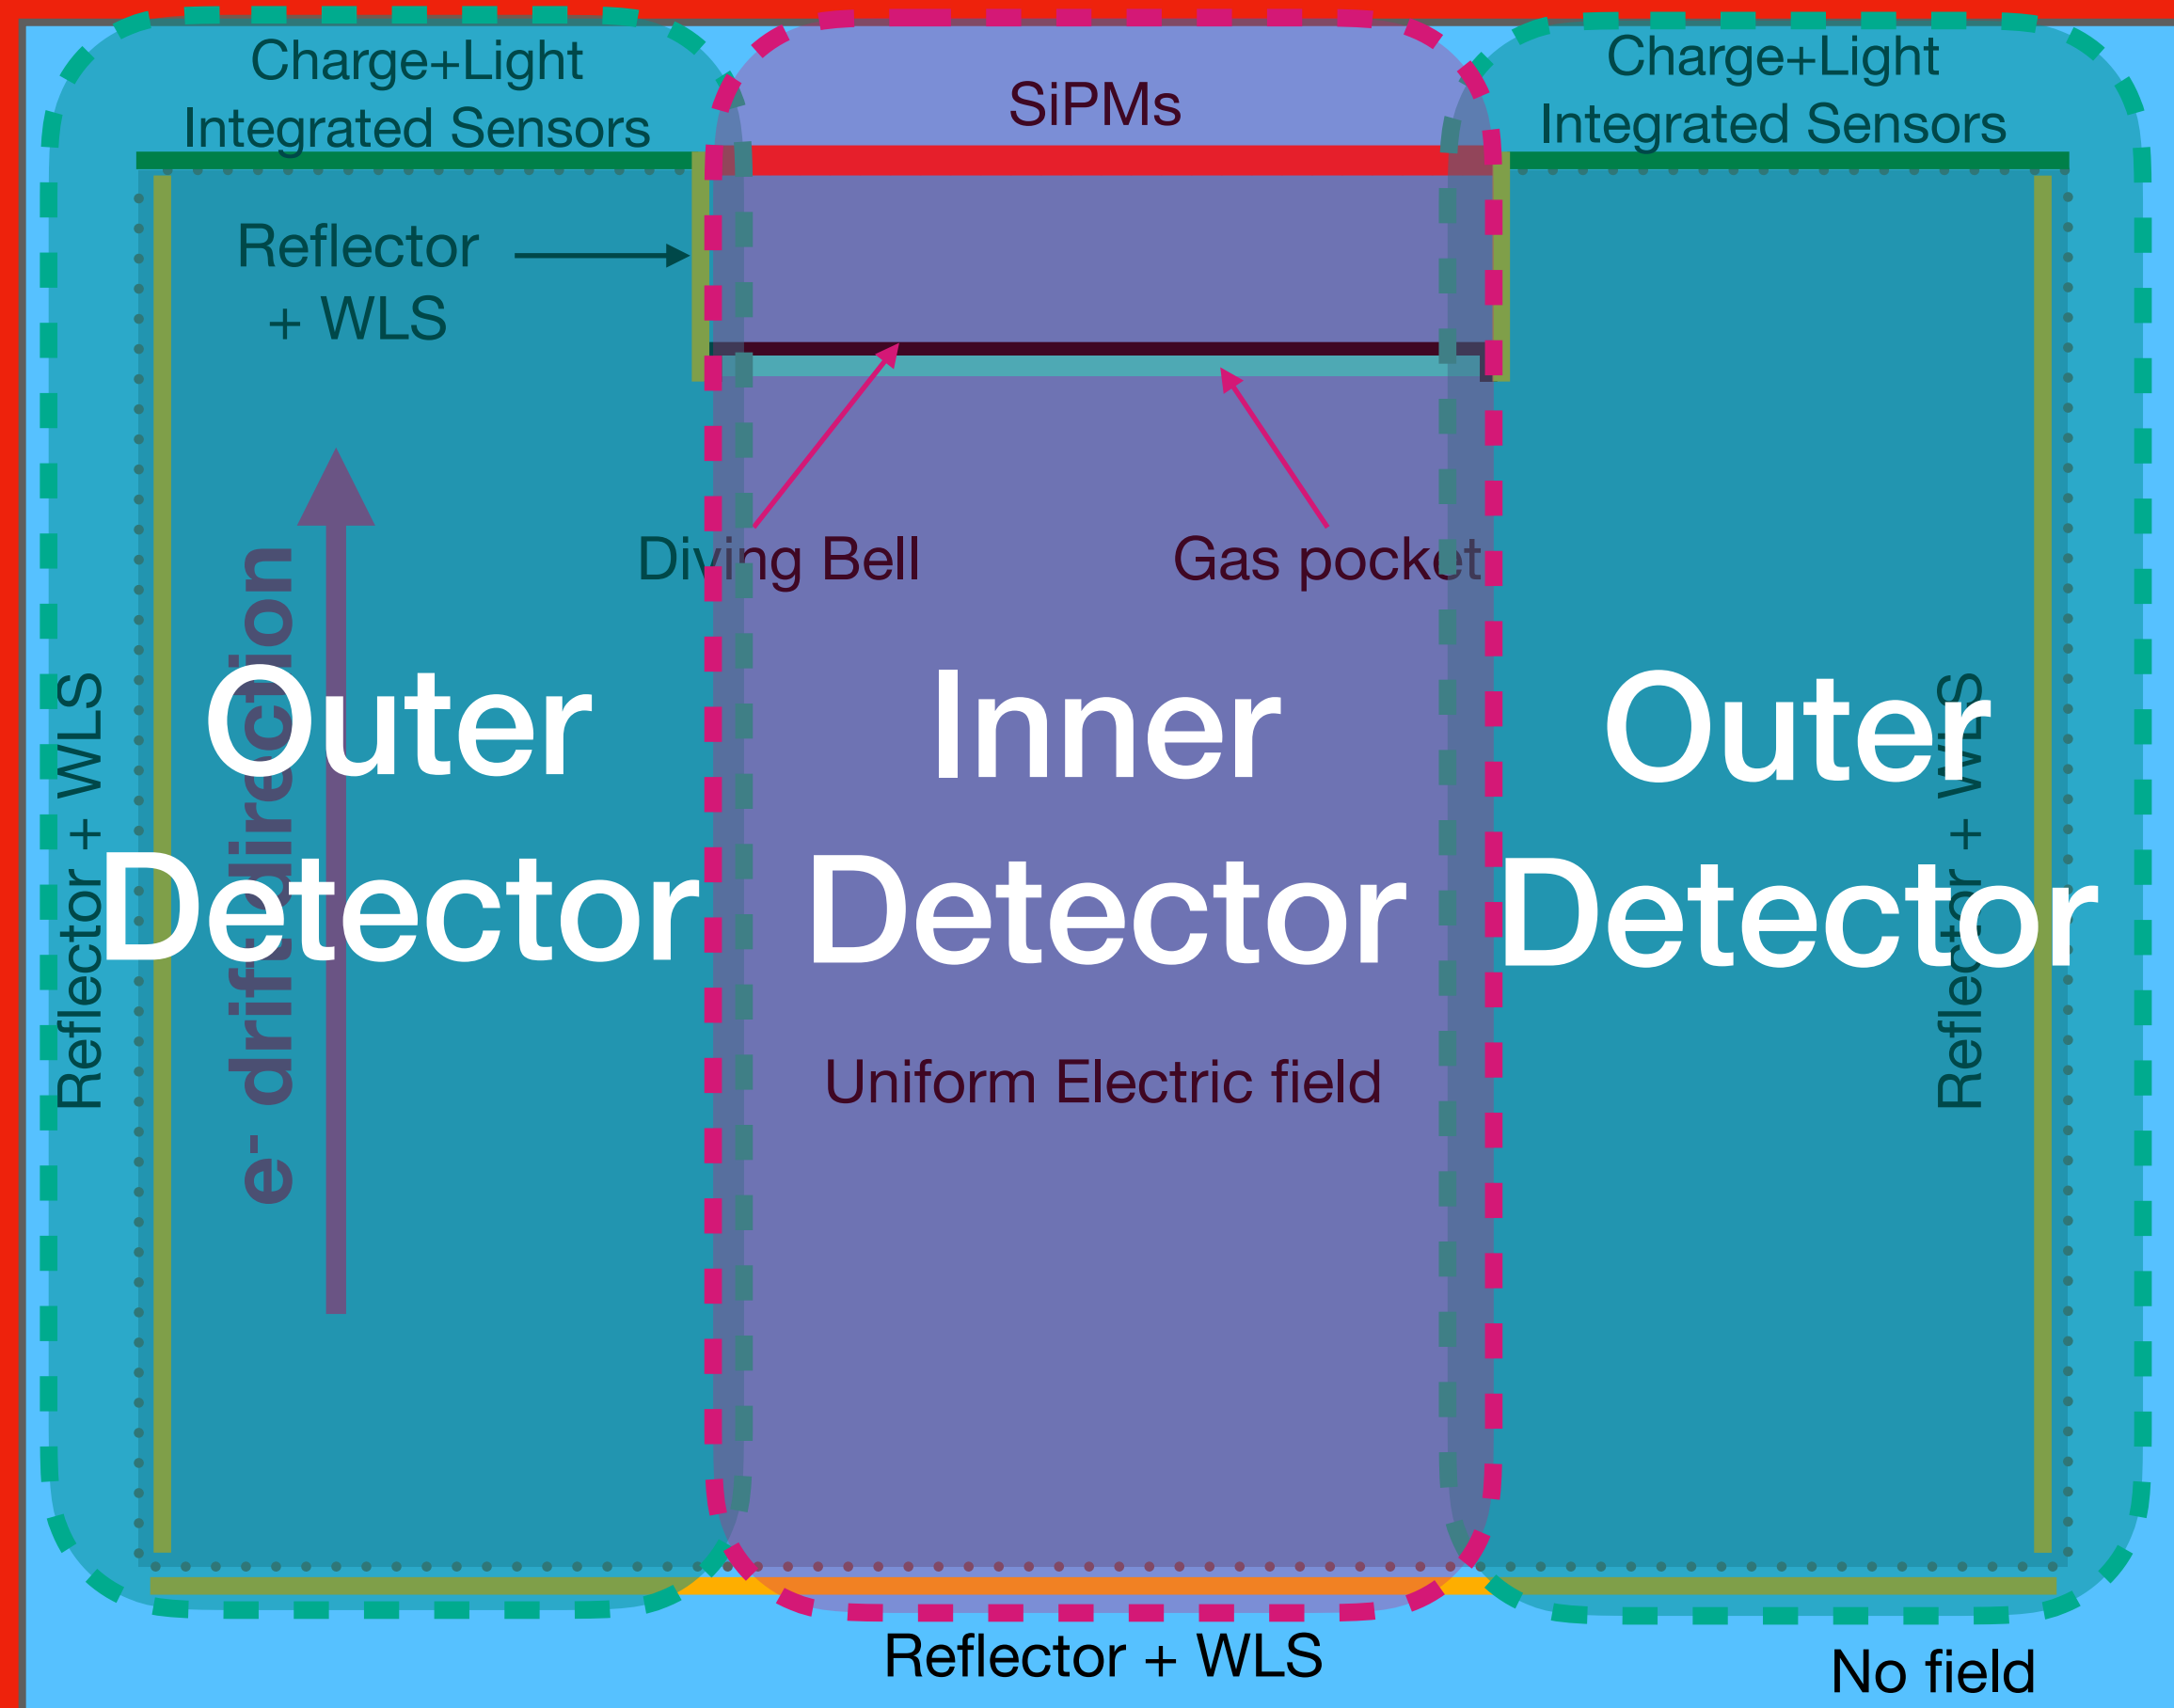 Charge+Light
Integrated Sensors
SiPMs
Charge+Light
Integrated Sensors
Reflector
+ WLS
Diving Bell
Gas pocket
Reflector + WLS
e- drift direction
Outer
Detector
Inner
Detector
Outer
Detector
Reflector + WLS
Uniform Electric field
Reflector + WLS
No field